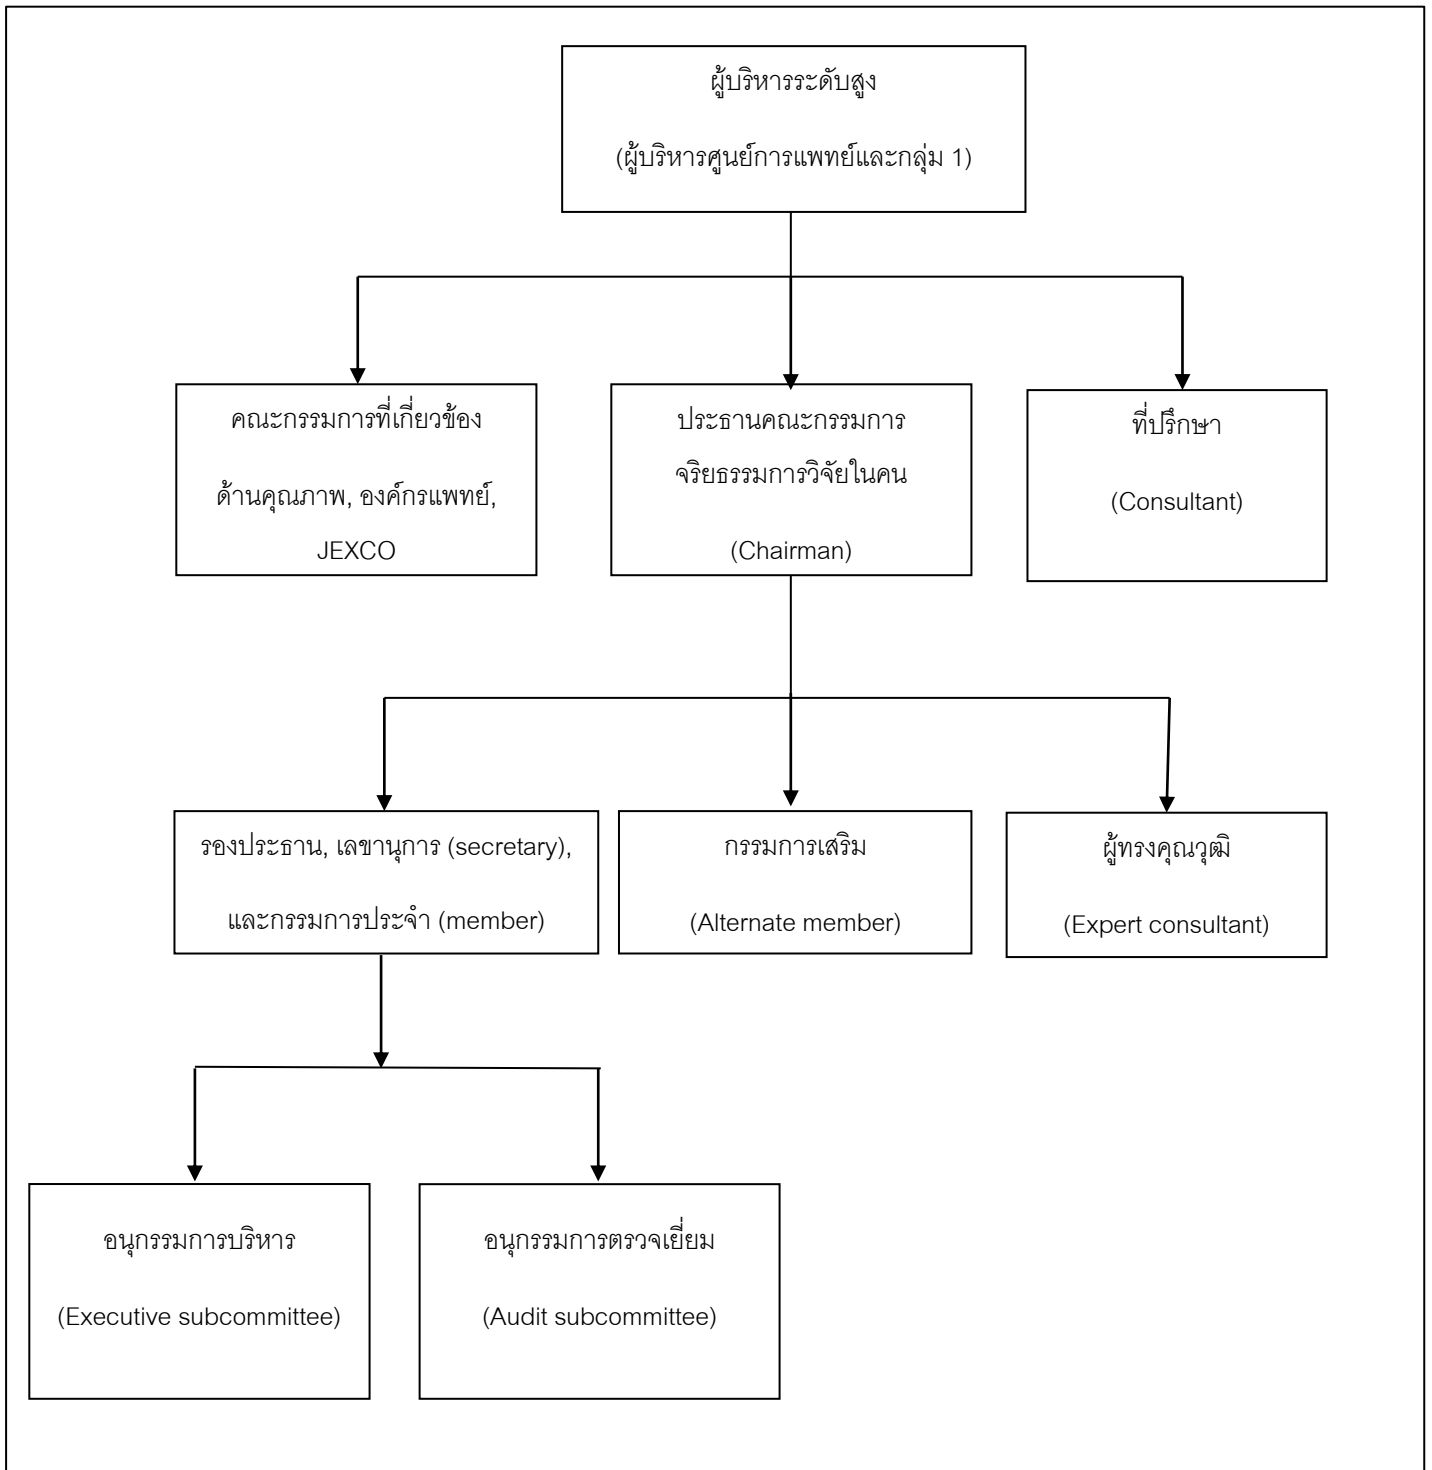 ผู้บริหารระดับสูง
(ผู้บริหารศูนย์การแพทย์และกลุ่ม 1)
คณะกรรมการที่เกี่ยวข้อง
ด้านคุณภาพ, องค์กรแพทย์,
JEXCO
ประธานคณะกรรมการ
จริยธรรมการวิจัยในคน
(Chairman)
ที่ปรึกษา
(Consultant)
รองประธาน, เลขานุการ (secretary),
และกรรมการประจำ (member)
กรรมการเสริม
(Alternate member)
ผู้ทรงคุณวุฒิ
(Expert consultant)
อนุกรรมการบริหาร
(Executive subcommittee)
อนุกรรมการตรวจเยี่ยม
(Audit subcommittee)